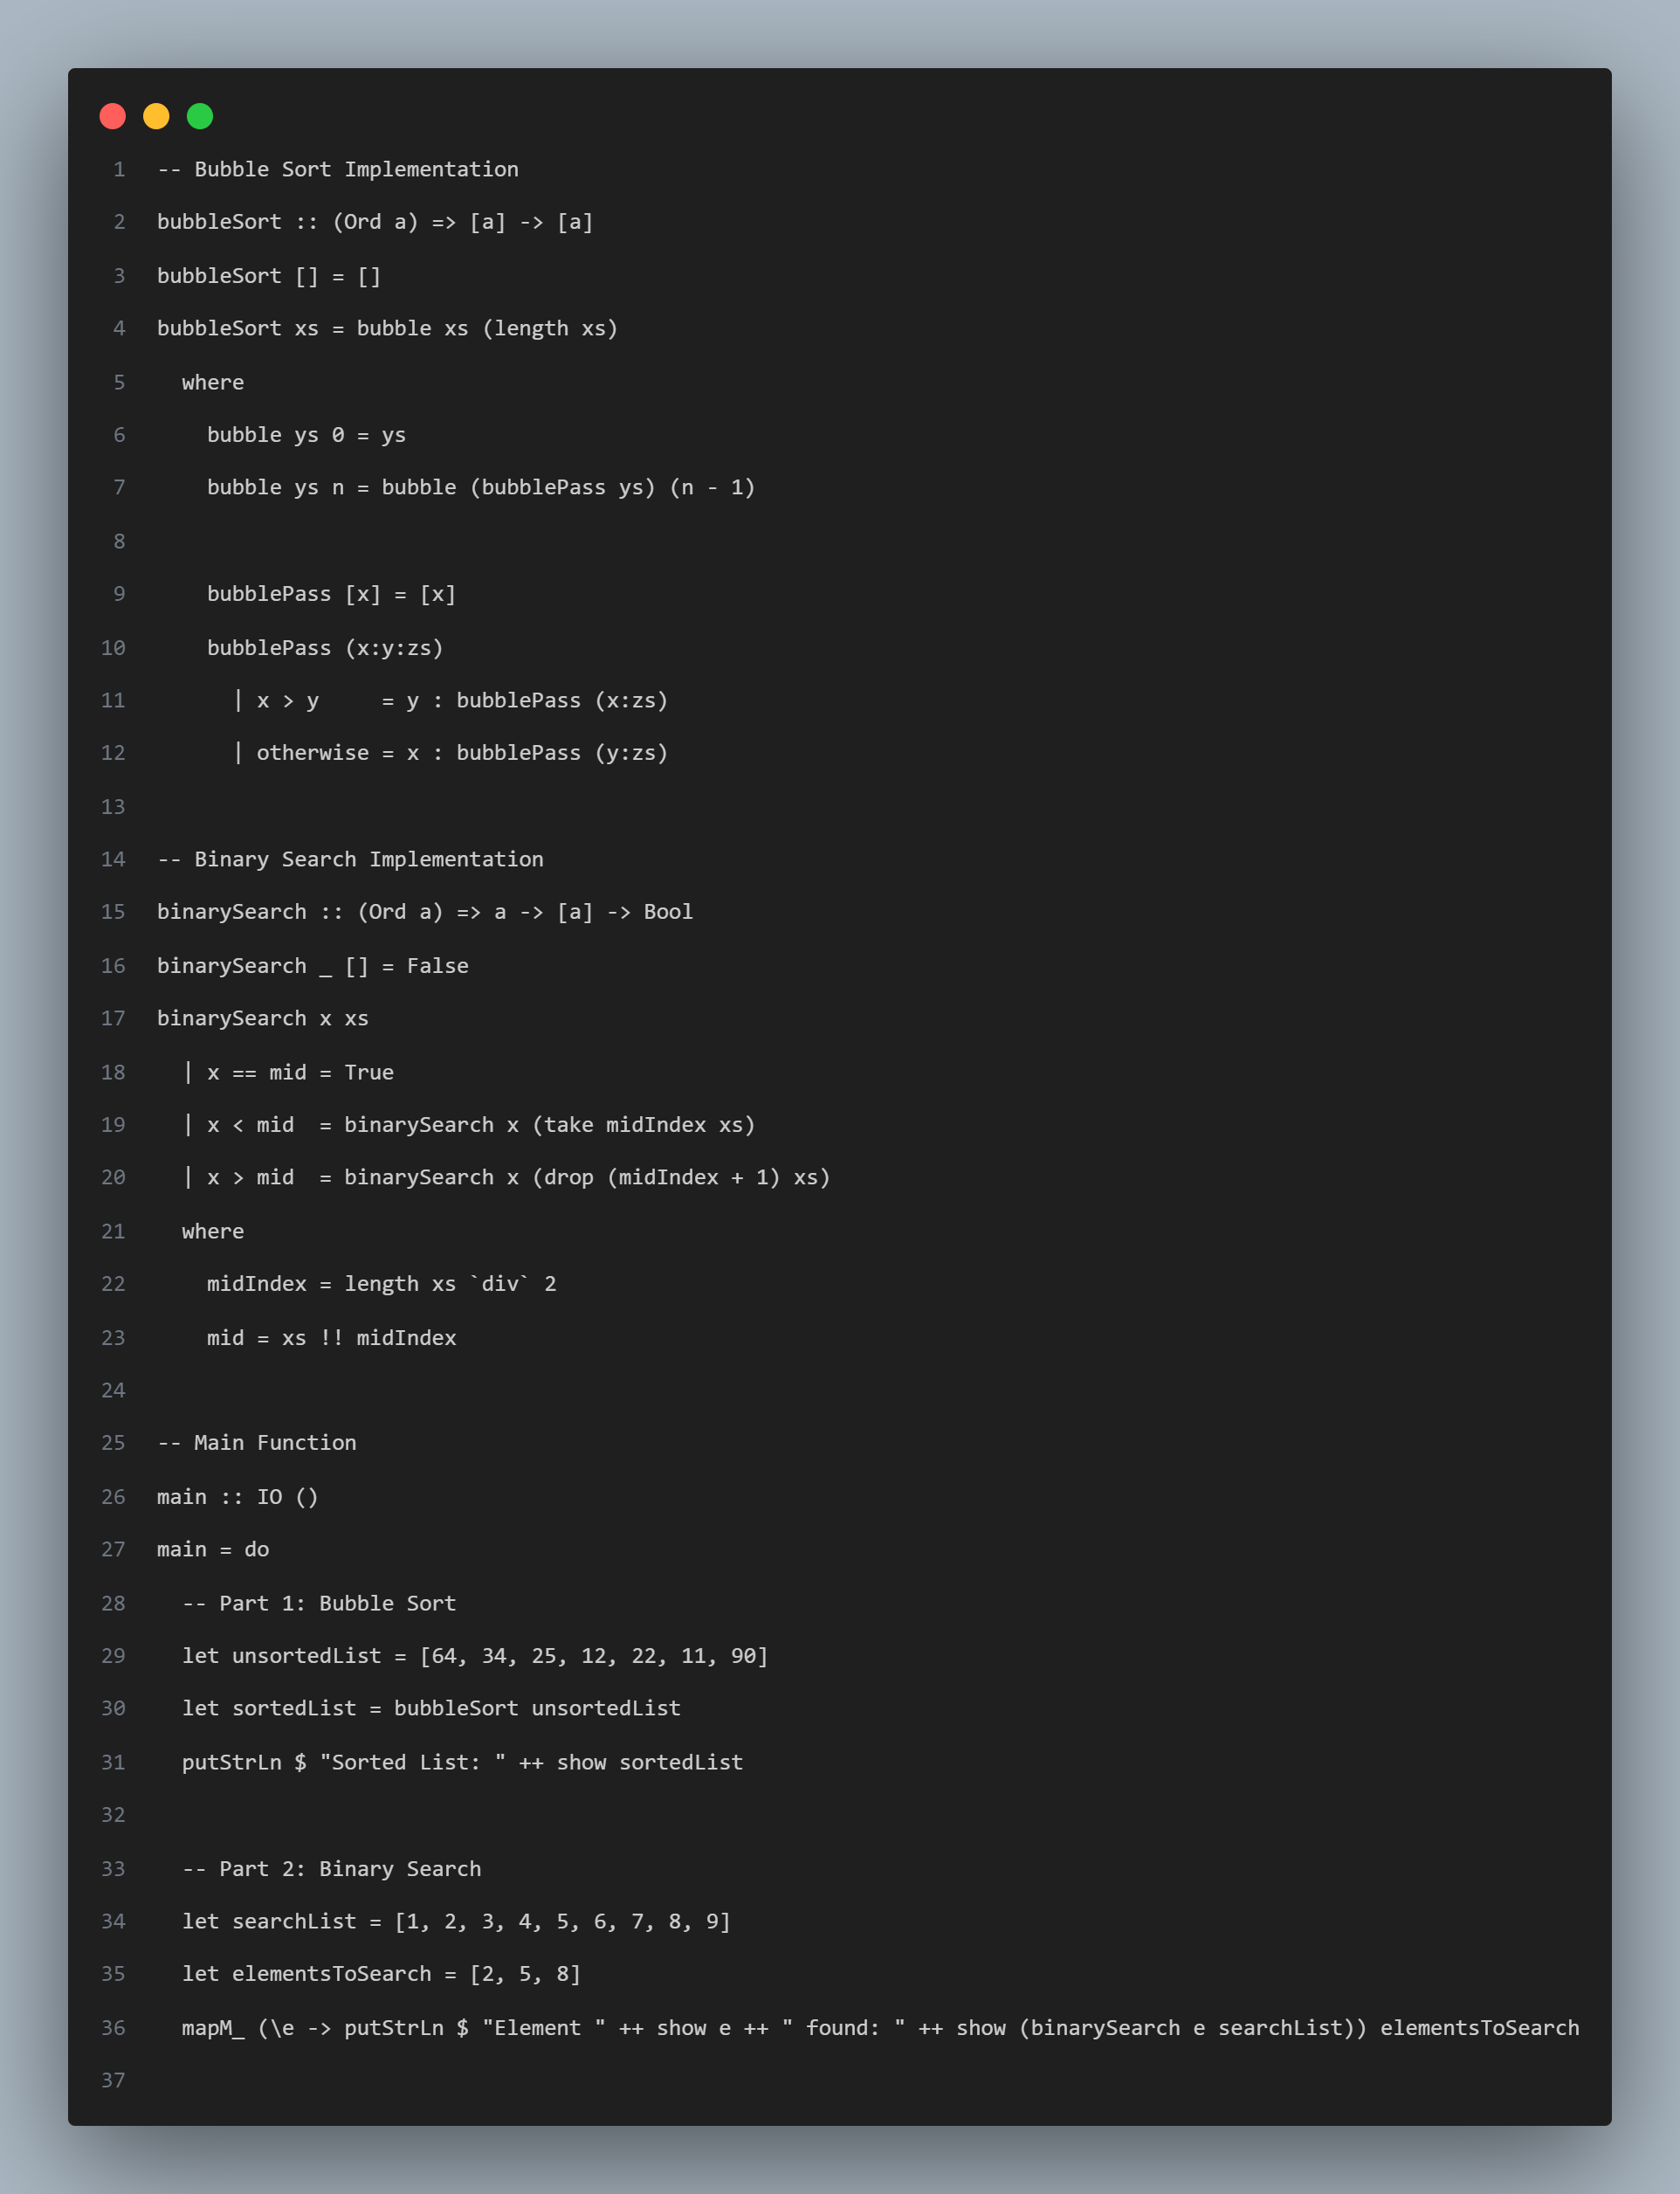 1 -- Bubble Sort Implementation
2 bubbleSort :: (Ord a) => [a] -> [a]
3 bubbleSort [] = []
4 bubbleSort xs = bubble xs (length xs)
5   where
6     bubble ys 0 = ys
7     bubble ys n = bubble (bubblePass ys) (n - 1)
8
9     bubblePass [x] = [x]
10     bubblePass (x:y:zs)
11       | x > y     = y : bubblePass (x:zs)
12       | otherwise = x : bubblePass (y:zs)
13
14 -- Binary Search Implementation
15 binarySearch :: (Ord a) => a -> [a] -> Bool
16 binarySearch _ [] = False
17 binarySearch x xs
18   | x == mid = True
19   | x < mid  = binarySearch x (take midIndex xs)
20   | x > mid  = binarySearch x (drop (midIndex + 1) xs)
21   where
22     midIndex = length xs `div` 2
23     mid = xs !! midIndex
24
25 -- Main Function
26 main :: IO ()
27 main = do
28   -- Part 1: Bubble Sort
29   let unsortedList = [64, 34, 25, 12, 22, 11, 90]
30   let sortedList = bubbleSort unsortedList
31   putStrLn $ "Sorted List: " ++ show sortedList
32
33   -- Part 2: Binary Search
34   let searchList = [1, 2, 3, 4, 5, 6, 7, 8, 9]
35   let elementsToSearch = [2, 5, 8]
36   mapM_ (\e -> putStrLn $ "Element " ++ show e ++ " found: " ++ show (binarySearch e searchList)) elementsToSearch
37